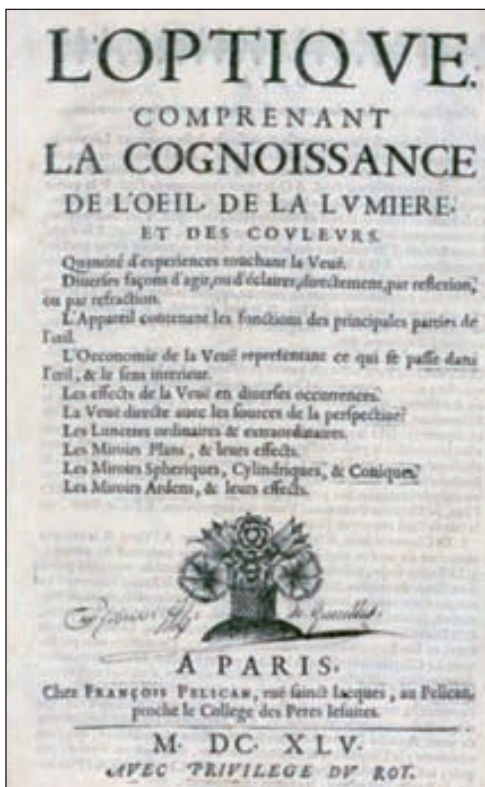 L'OPTIQVE.
COMPRENANT
LA COGNOISSANCE
DE L'OEIL, DE LA LVMIERE,
ET DES COVLEVRS.
Quantité d'experiences touchant la Veuë.
Diuerses façons d'agir, ou d'éclairer, directement, par reflexion,
ou par refraction.
L'Appareil contenant les fonctions des principales parties de
l'œil.
L'Oeconomie de la Veuë representant ce qui se passe dans
l'œil, & le sens interieur.
Les effects de la Veuë en diuerses occurrences.
La Veuë directe auec les sources de la perspectiue.
Les Lunetes ordinaires & extraordinaires.
Les Miroirs Plans, & leurs effects.
Les Miroirs Spheriques, Cylindriques, & Coniques.
Les Miroirs Ardens, & leurs effects.
A PARIS.
Chez FRANÇOIS PELICAN, ruë sainct Iacques, au Pelican,
proche le College des Peres Iesuites.
M. DC. XLV.
AVEC PRIVILEGE DV ROY.